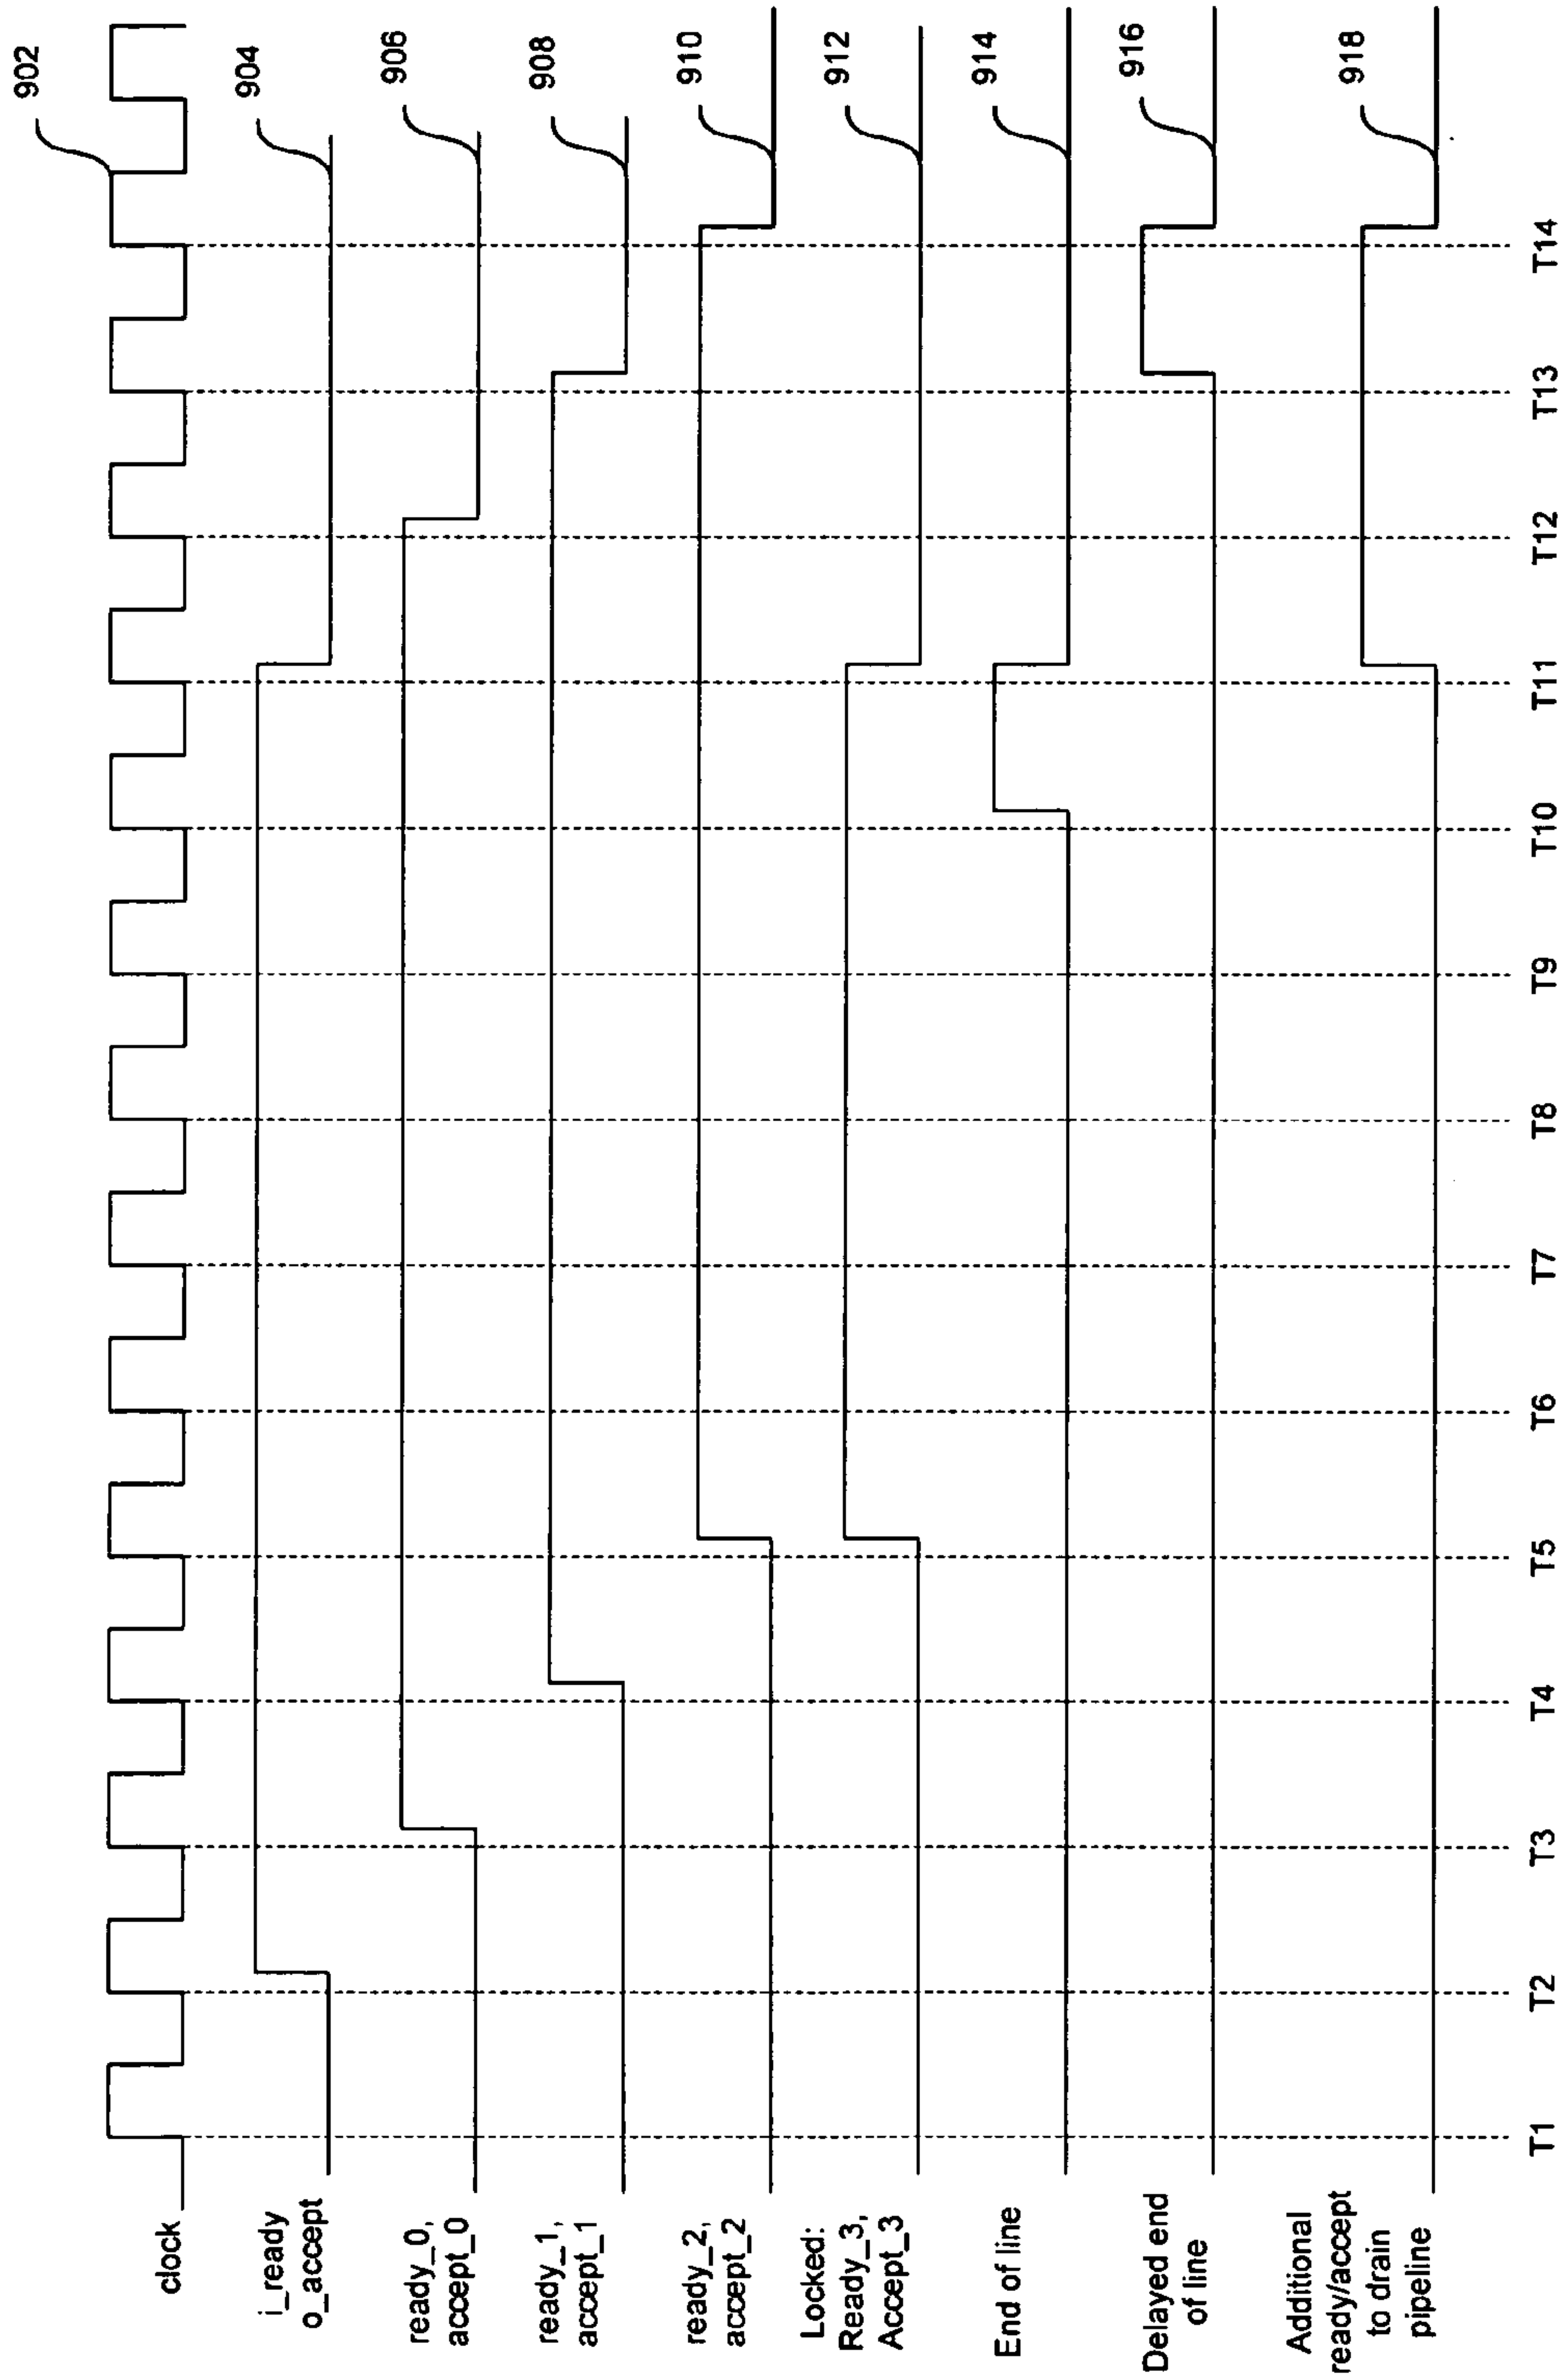 clock
902
i_ready
o_accept
904
ready_0,
accept_0
906
ready_1,
accept_1
908
ready_2,
accept_2
910
Locked:
Ready_3,
Accept_3
912
End of line
914
Delayed end
of line
916
Additional
ready/accept
to drain
pipeline
918
T1
T2
T3
T4
T5
T6
T7
T8
T9
T10
T11
T12
T13
T14